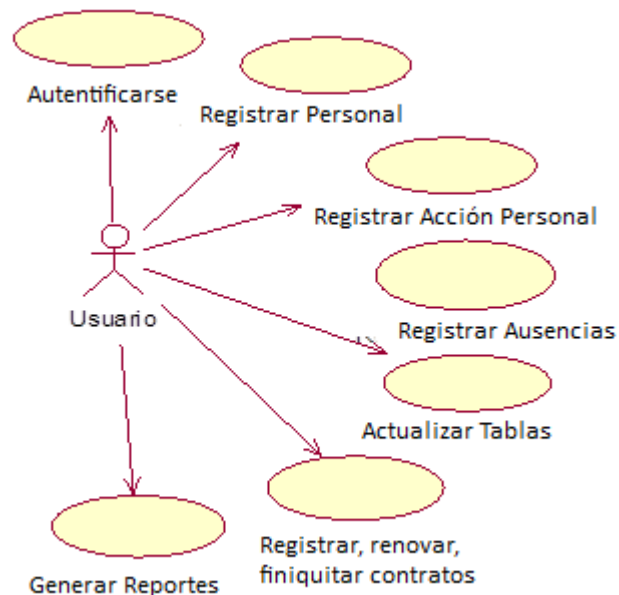 Autentificarse
Registrar Personal
Registrar Acción Personal
Usuario
Registrar Ausencias
Actualizar Tablas
Registrar, renovar,
finiquitar contratos
Generar Reportes